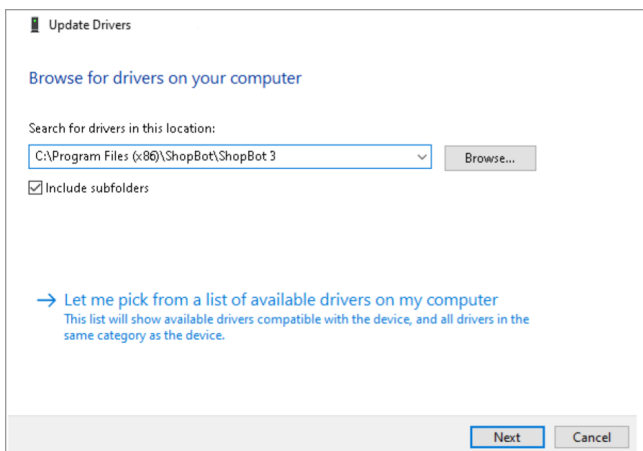 Update Drivers
Browse for drivers on your computer
Search for drivers in this location:
C:\Program Files (x86)\ShopBot\ShopBot 3
Browse...
Include subfolders
Let me pick from a list of available drivers on my computer
This list will show available drivers compatible with the device, and all drivers in the
same category as the device.
Next
Cancel